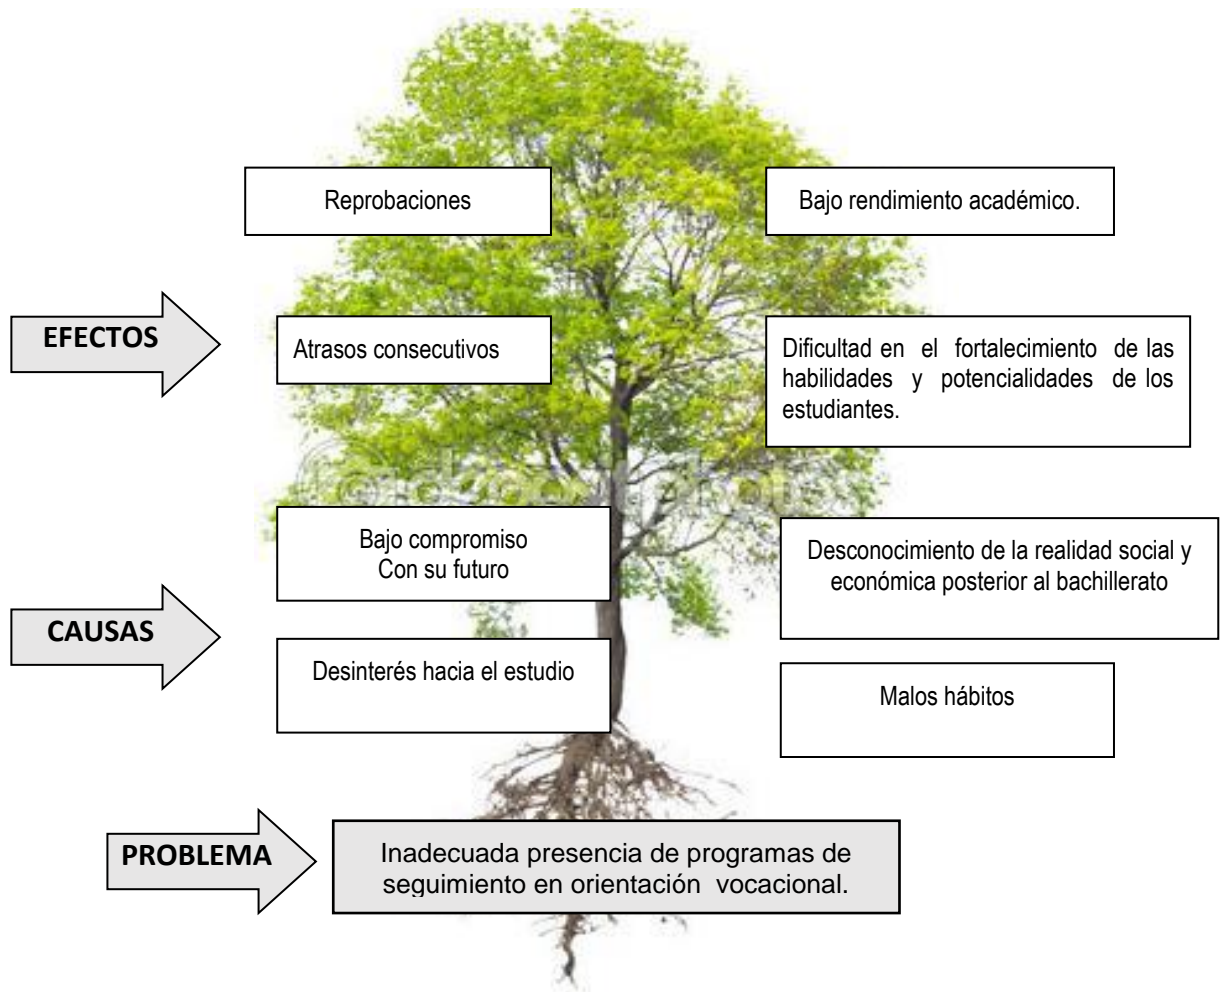 Reprobaciones
Bajo rendimiento académico.
EFECTOS
Atrasos consecutivos
Dificultad en el fortalecimiento de las
habilidades y potencialidades de los
estudiantes.
Bajo compromiso
Con su futuro
Desconocimiento de la realidad social y
económica posterior al bachillerato
CAUSAS
Desinterés hacia el estudio
Malos hábitos
PROBLEMA
Inadecuada presencia de programas de
seguimiento en orientación vocacional.